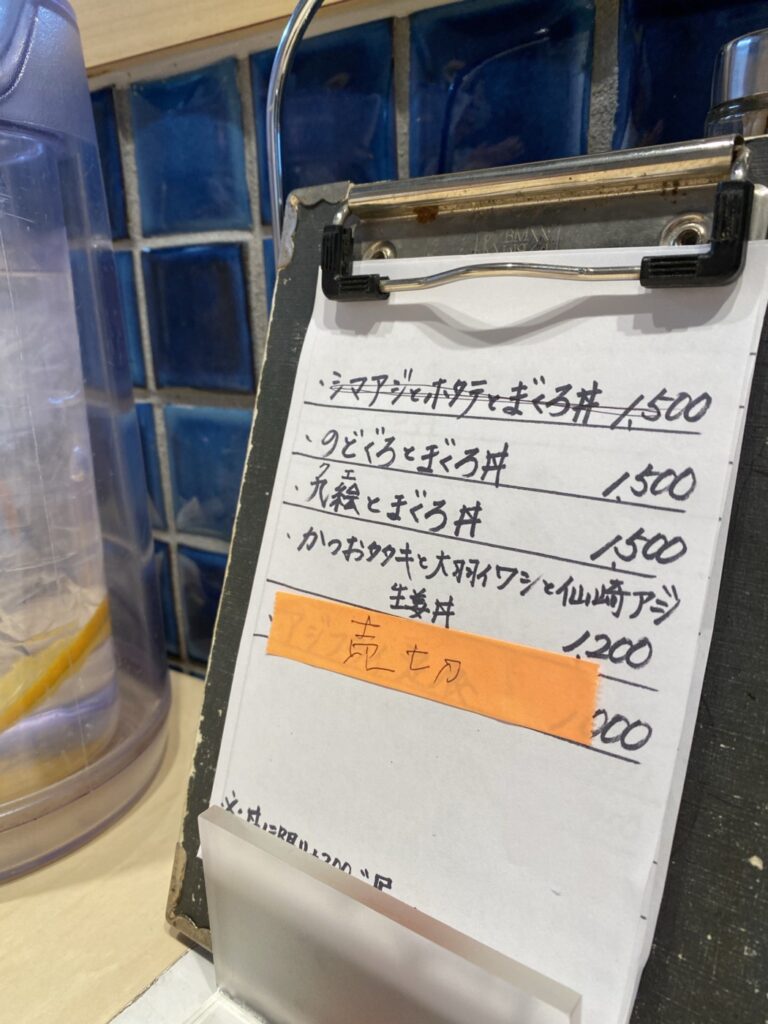 ・シマアジとホタテとまぐろ丼 1,500
・のどぐろとまぐろ丼 1,500
クエ
・九絵とまぐろ丼 1,500
・かつおタタキと大羽イワシと仙崎アジ
生姜丼 1,200
売切
000